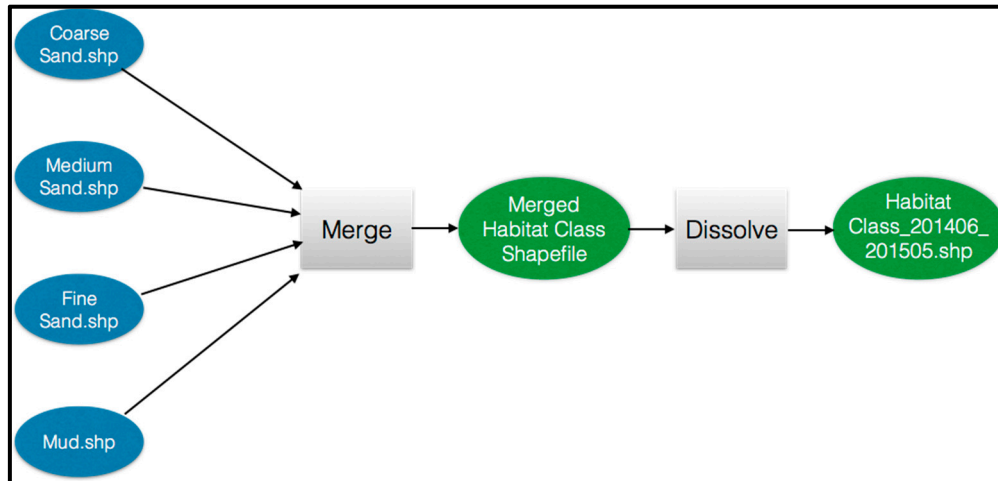 Coarse
Sand.shp
Medium
Sand.shp
Fine
Sand.shp
Mud.shp
Merge
Merged
Habitat Class
Shapefile
Dissolve
Habitat
Class_201406_
201505.shp